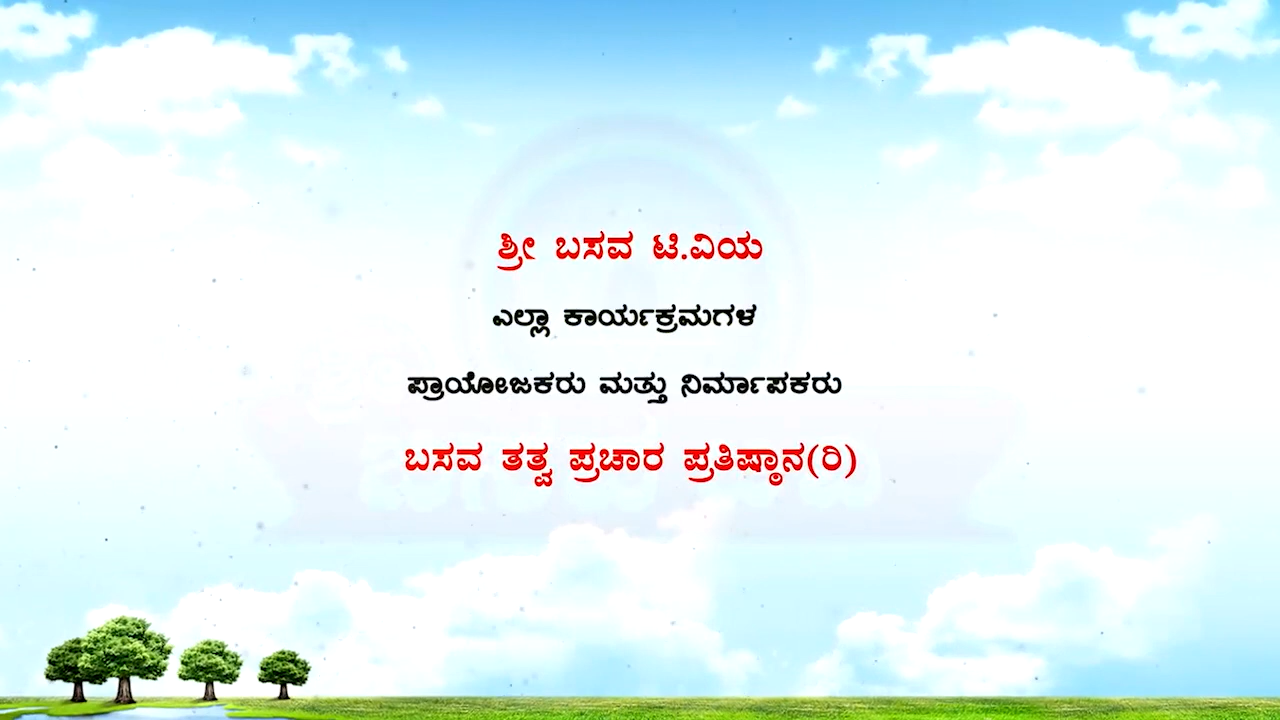 ಶ್ರೀ ಬಸವ ಟಿ.ವಿಯ
ಎಲ್ಲಾ ಕಾರ್ಯಕ್ರಮಗಳ
ಪ್ರಾಯೋಜಕರು ಮತ್ತು ನಿರ್ಮಾಪಕರು
ಬಸವ ತತ್ವ ಪ್ರಚಾರ ಪ್ರತಿಷ್ಠಾನ(ರಿ)